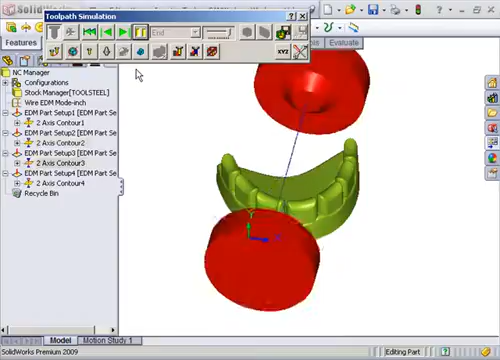 SolidWorks
Toolpath Simulation
End
XYZ
Features
NC Manager
Configurations
Stock Manager[TOOLSTEEL]
Wire EDM Mode-inch
EDM Part Setup1 [EDM Part Se
2 Axis Contour1
EDM Part Setup2 [EDM Part Se
2 Axis Contour2
EDM Part Setup3 [EDM Part Se
2 Axis Contour3
EDM Part Setup4 [EDM Part Se
2 Axis Contour4
Recycle Bin
Y
Model
Motion Study 1
SolidWorks Premium 2009
Editing Part